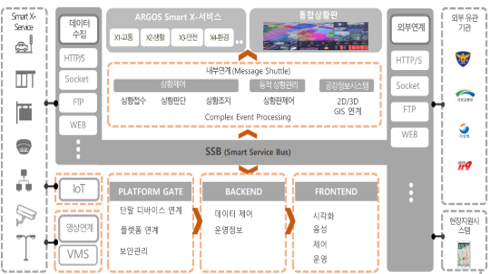 Smart X-
Service
데이터
수집
HTTP/S
Socket
FTP
WEB
ARGOS Smart X-서비스
X1-교통
X2-생활
X3-안전
X4-환경
통합상황판
내부연계 (Message Shuttle)
상황제어
동적 상황관리
공간정보시스템
상황접수
상황판단
상황조치
상황판제어
2D/3D
GIS 연계
Complex Event Processing
SSB (Smart Service Bus)
외부연계
HTTP/S
Socket
FTP
WEB
외부 유관
기관
119
IoT
영상연계
VMS
PLATFORM GATE
단말 디바이스 연계
플랫폼 연계
보안관리
BACKEND
데이터 제어
운영정보
FRONTEND
시각화
음성
제어
운영
현장지원시
스템